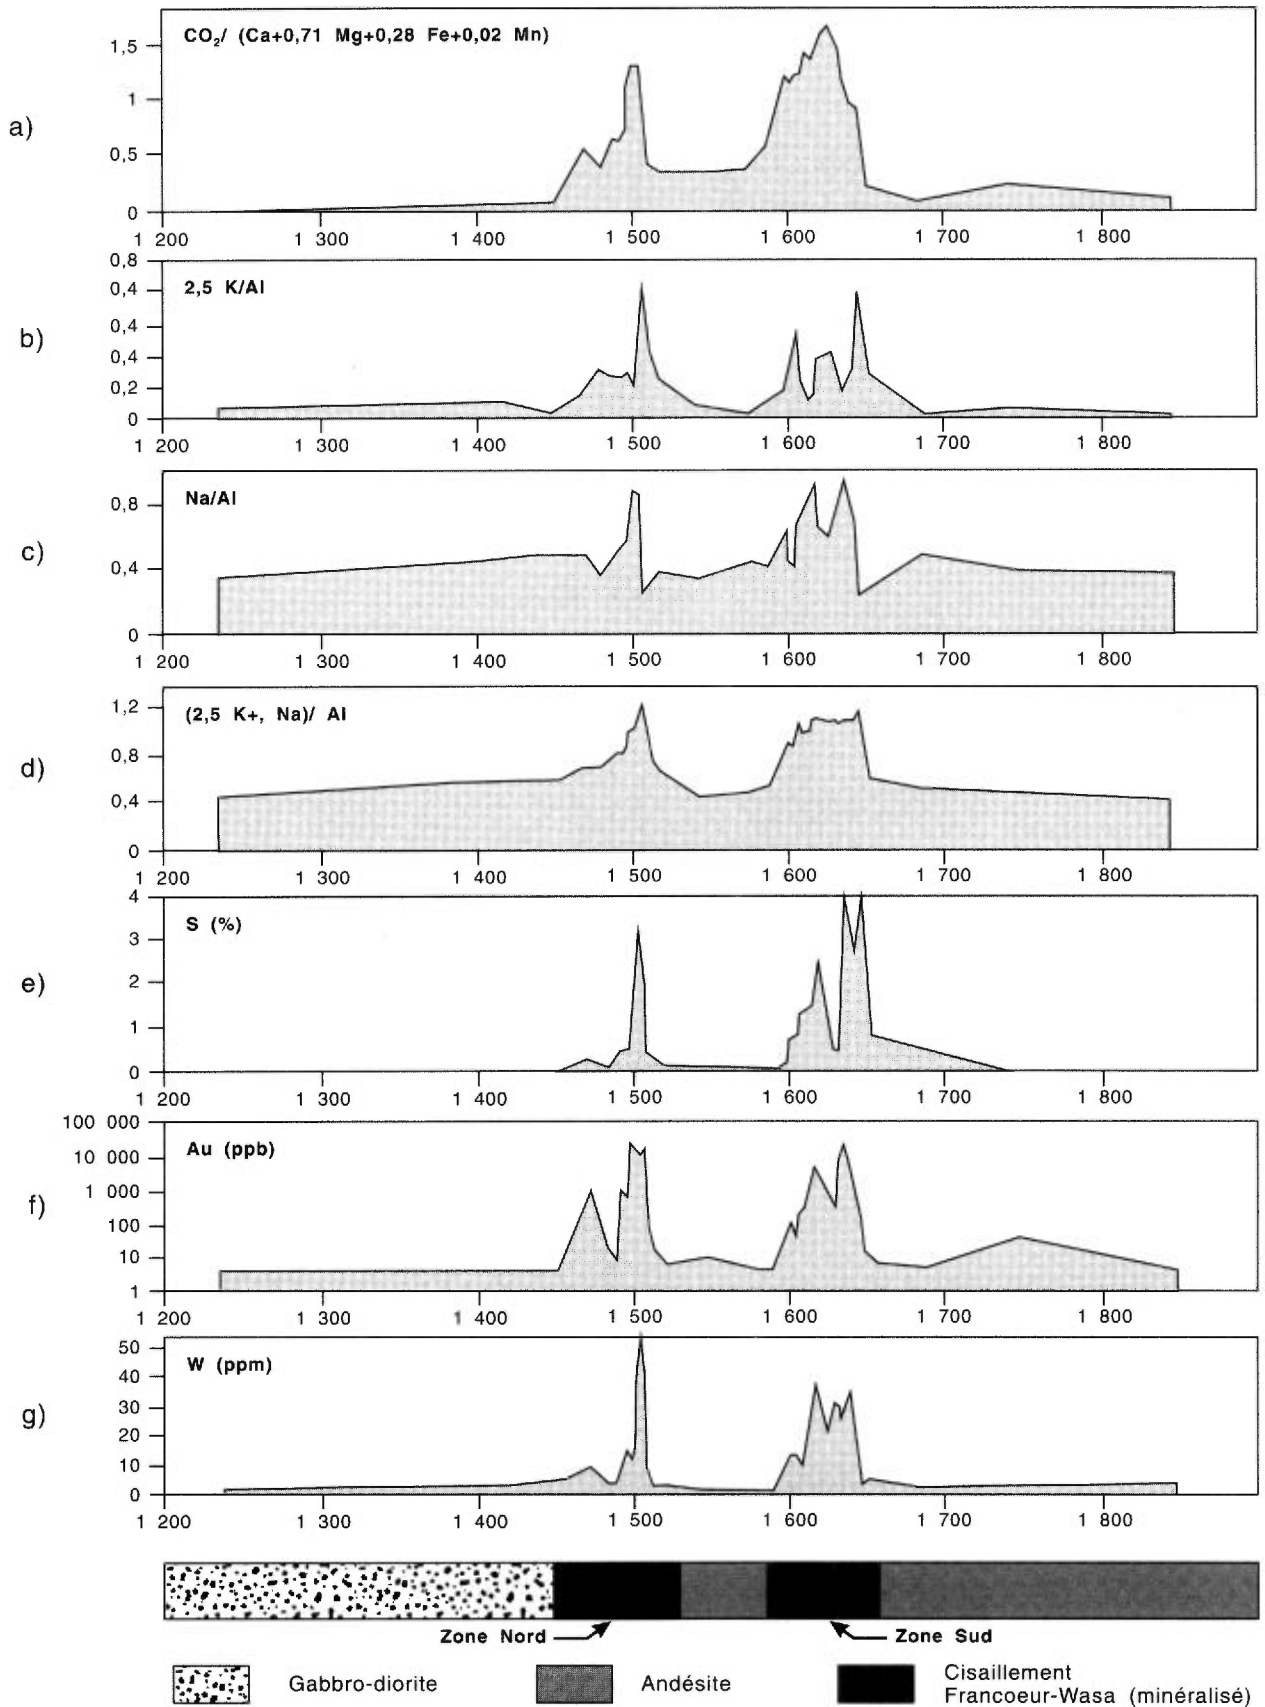 CO₂/ (Ca+0,71 Mg+0,28 Fe+0,02 Mn)
a)
1,5
1
0,5
0
1 200 1 300 1 400 1 500 1 600 1 700 1 800
2,5 K/Al
b)
0,8
0,4
0,4
0,4
0,2
0
1 200 1 300 1 400 1 500 1 600 1 700 1 800
Na/Al
c)
0,8
0,4
0
1 200 1 300 1 400 1 500 1 600 1 700 1 800
(2,5 K+, Na)/ Al
d)
1,2
0,8
0,4
0
1 200 1 300 1 400 1 500 1 600 1 700 1 800
S (%)
e)
4
3
2
1
0
1 200 1 300 1 400 1 500 1 600 1 700 1 800
Au (ppb)
f)
100 000
10 000
1 000
100
10
1
1 200 1 300 1 400 1 500 1 600 1 700 1 800
W (ppm)
g)
50
40
30
20
10
0
1 200 1 300 1 400 1 500 1 600 1 700 1 800
Zone Nord
Zone Sud
Gabbro-diorite
Andésite
Cisaillement
Francoeur-Wasa (minéralisé)